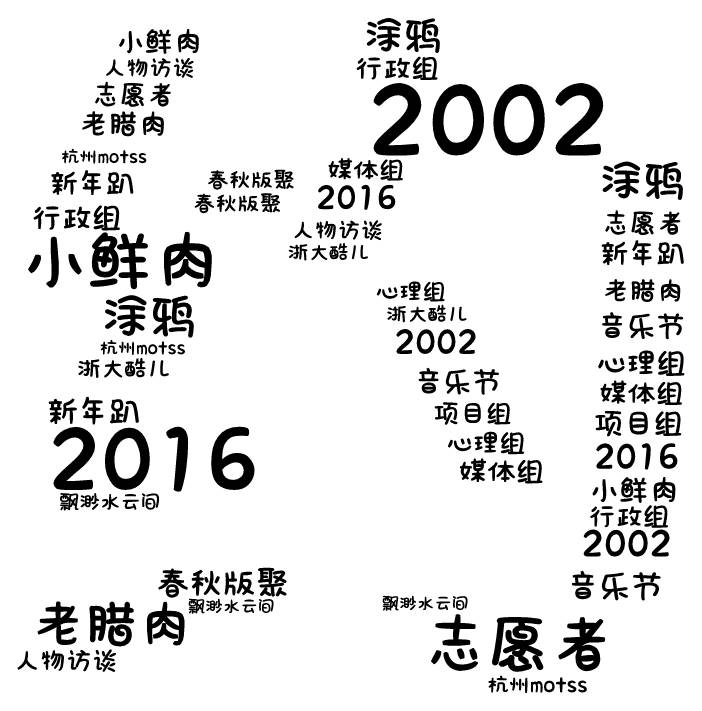 小鲜肉
人物访谈
志愿者
老腊肉
杭州motss
新年趴
行政组
小鲜肉
涂鸦
杭州motss
浙大酷儿
新年趴
2016
飘渺水云间
春秋版聚
飘渺水云间
老腊肉
人物访谈
涂鸦
行政组
2002
媒体组
2016
春秋版聚
春秋版聚
人物访谈
浙大酷儿
心理组
浙大酷儿
2002
音乐节
项目组
心理组
媒体组
涂鸦
志愿者
新年趴
老腊肉
音乐节
心理组
媒体组
项目组
2016
小鲜肉
行政组
2002
音乐节
飘渺水云间
志愿者
杭州motss